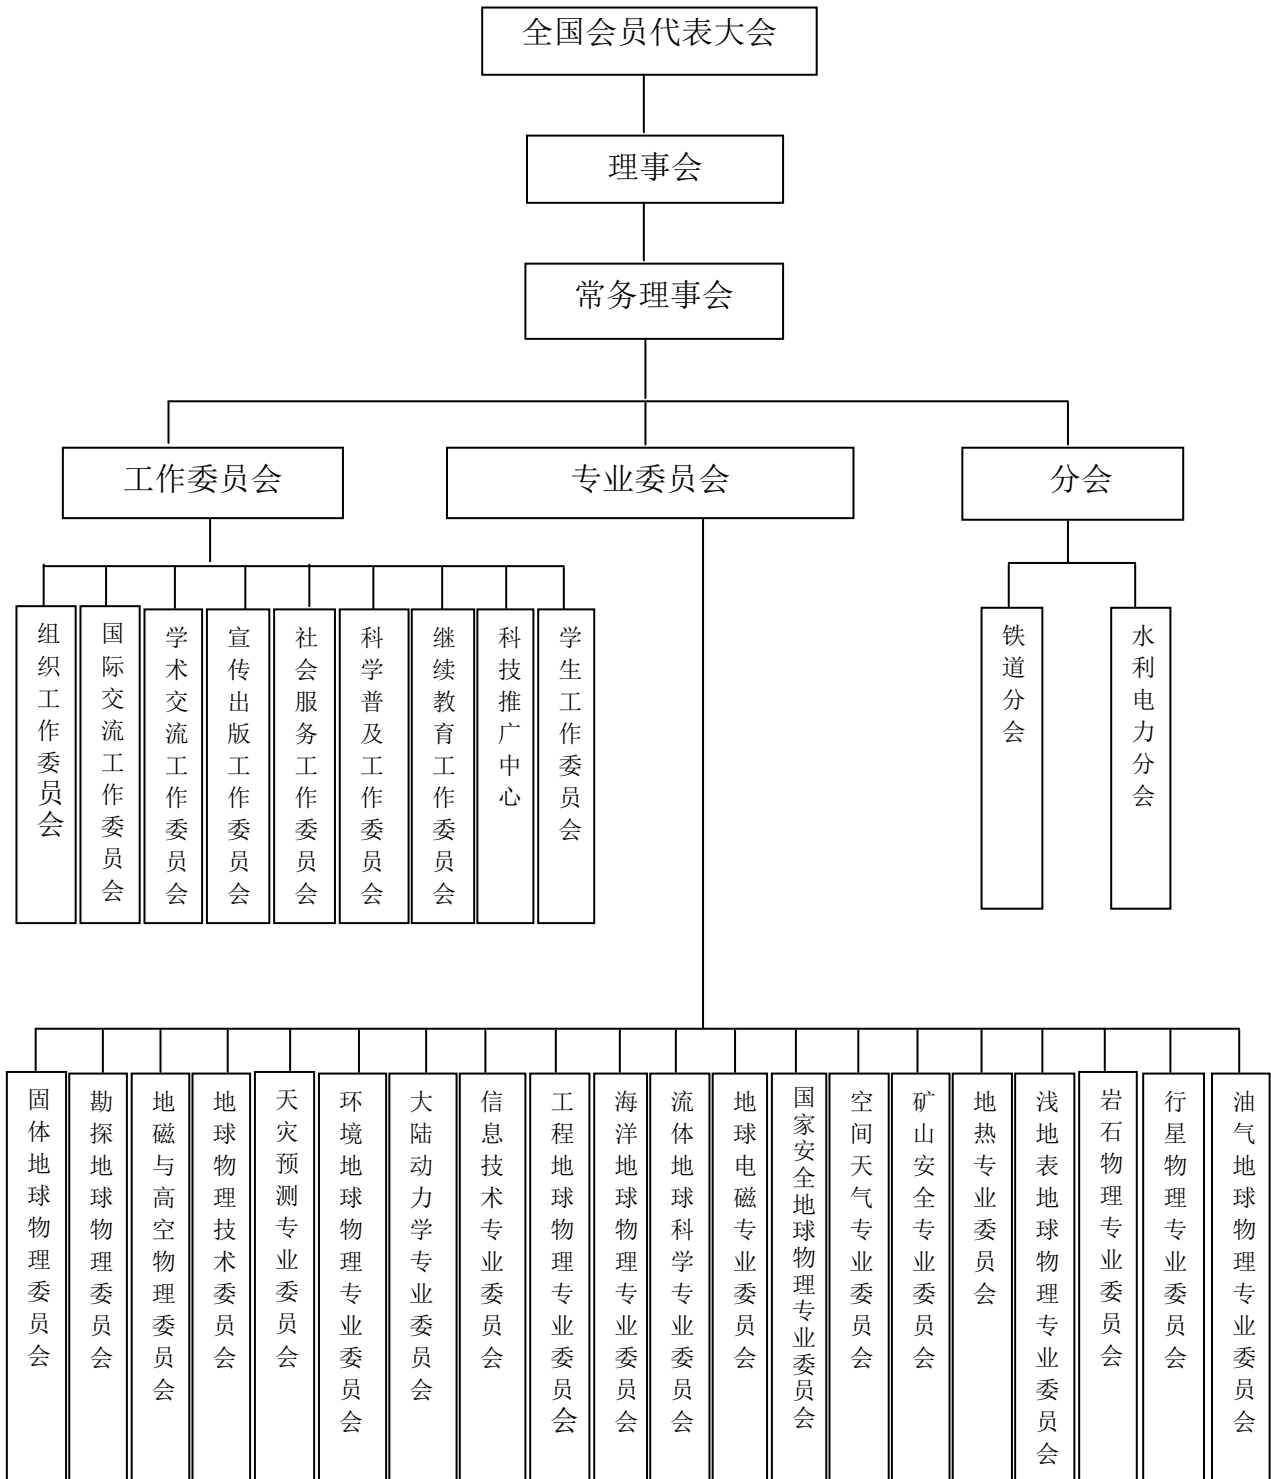 全国会员代表大会
理事会
常务理事会
工作委员会
专业委员会
分会
组织工作委员会
国际交流工作委员会
学术交流工作委员会
宣传出版工作委员会
社会服务工作委员会
科学普及工作委员会
继续教育工作委员会
科技推广中心
学生工作委员会
铁道分会
水利电力分会
固体地球物理委员会
勘探地球物理委员会
地磁与高空物理委员会
地球物理技术委员会
天灾预测专业委员会
环境地球物理专业委员会
大陆动力学专业委员会
信息技术专业委员会
工程地球物理专业委员会
海洋地球物理专业委员会
流体地球科学专业委员会
地球电磁专业委员会
国家安全地球物理专业委员会
空间天气专业委员会
矿山安全专业委员会
地热专业委员会
浅地表地球物理专业委员会
岩石物理专业委员会
行星物理专业委员会
油气地球物理专业委员会